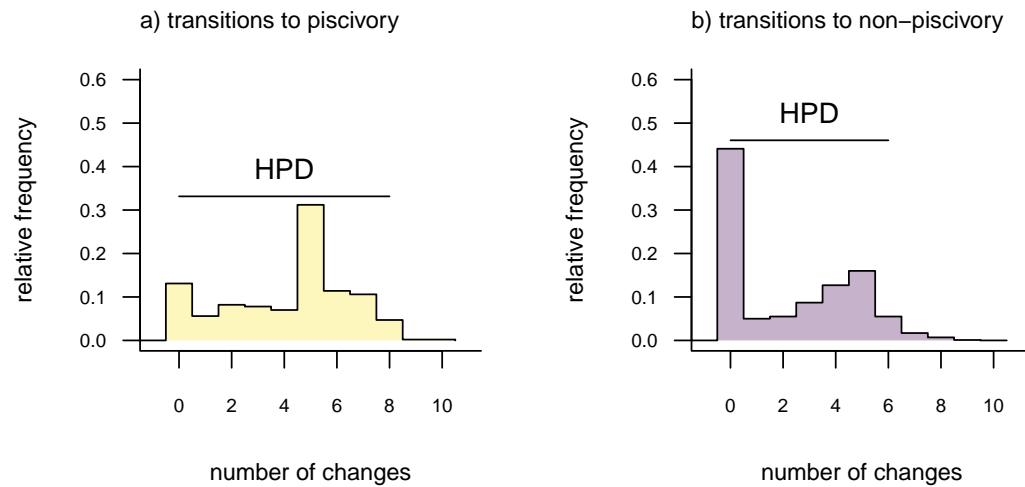 a) transitions to piscivory
relative frequency
0.6
0.5
0.4
0.3
0.2
0.1
0.0
HPD
0 2 4 6 8 10
number of changes
b) transitions to non−piscivory
relative frequency
0.6
0.5
0.4
0.3
0.2
0.1
0.0
HPD
0 2 4 6 8 10
number of changes